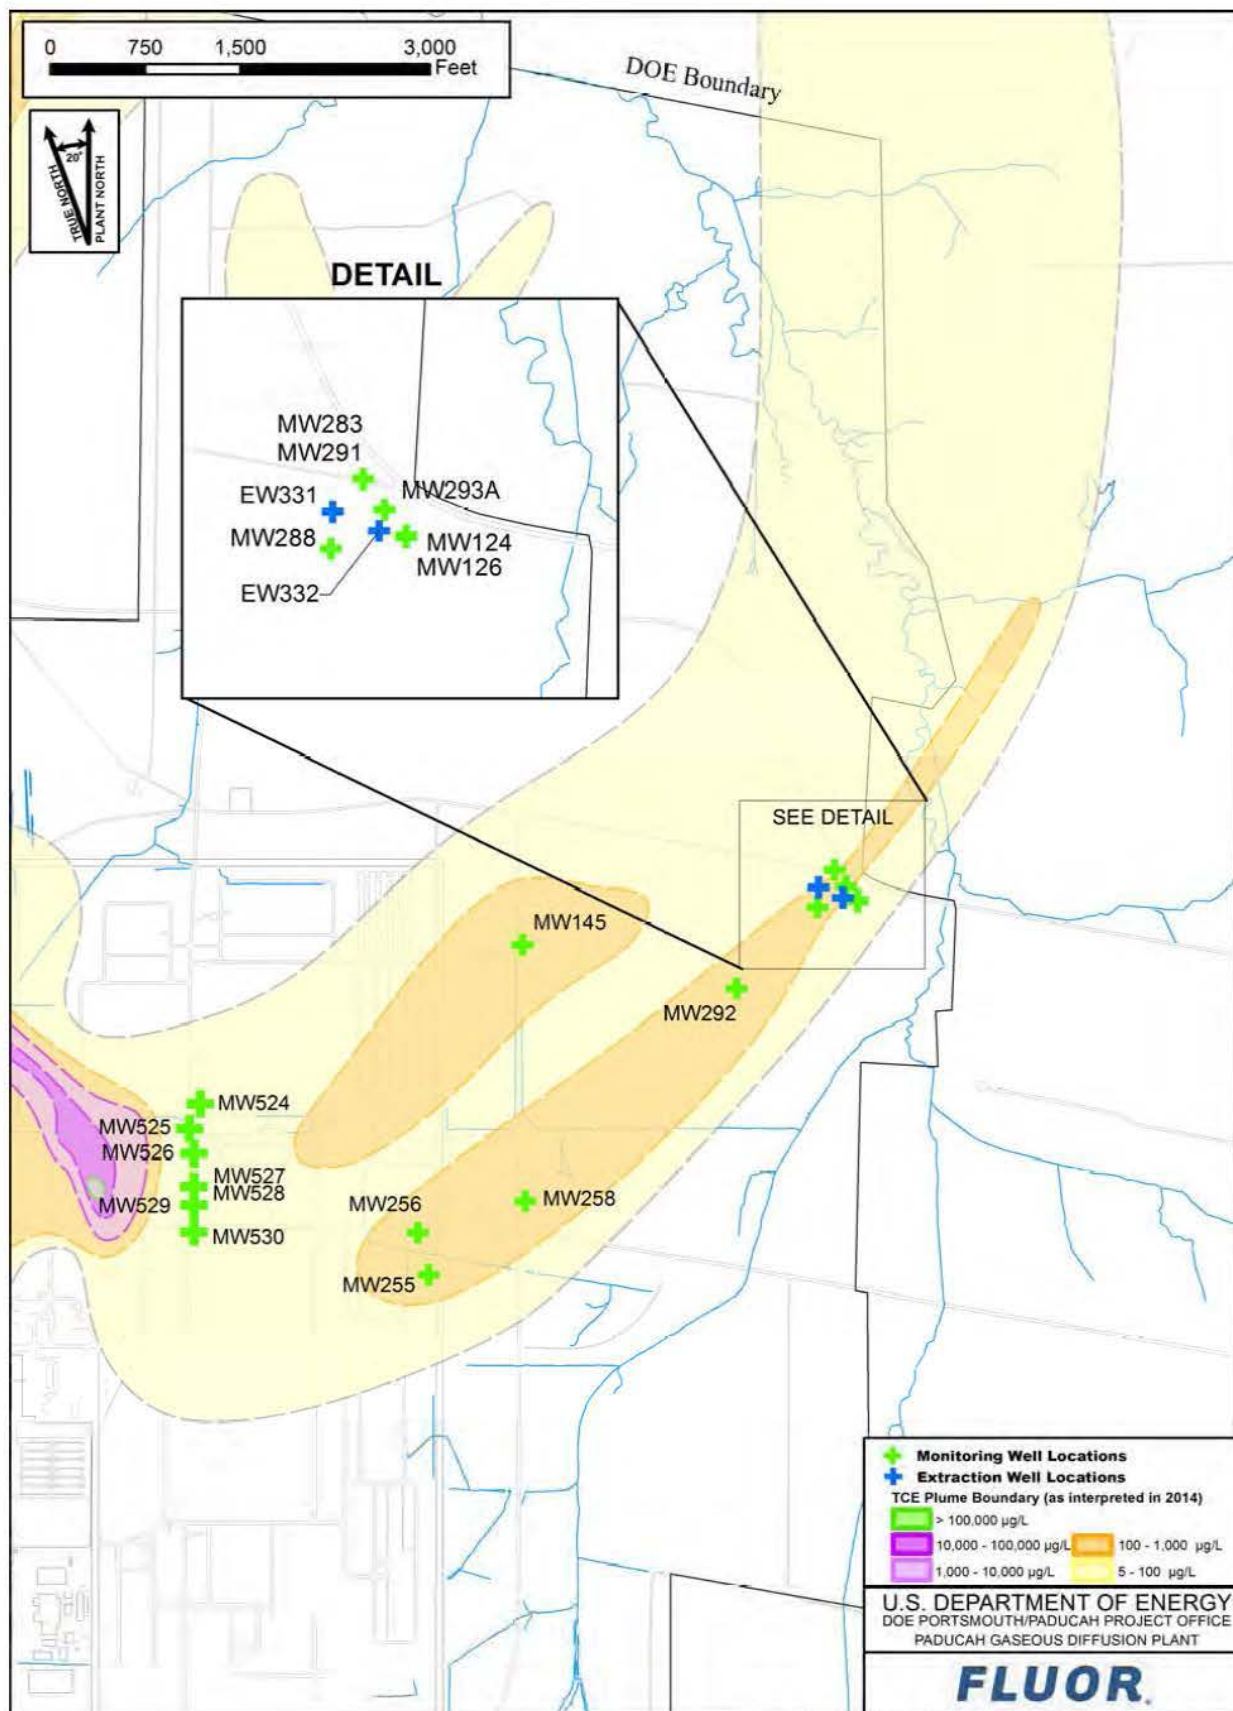 0 750 1,500 3,000
Feet
DOE Boundary
20°
TRUE NORTH
PLANT NORTH
DETAIL
MW283
MW291
EW331
MW293A
MW288
MW124
MW126
EW332
SEE DETAIL
MW145
MW292
MW524
MW525
MW526
MW527
MW528
MW529
MW530
MW256
MW258
MW255
Monitoring Well Locations
Extraction Well Locations
TCE Plume Boundary (as interpreted in 2014)
> 100,000 µg/L
10,000 - 100,000 µg/L 100 - 1,000 µg/L
1,000 - 10,000 µg/L 5 - 100 µg/L
U.S. DEPARTMENT OF ENERGY
DOE PORTSMOUTH/PADUCAH PROJECT OFFICE
PADUCAH GASEOUS DIFFUSION PLANT
FLUOR®